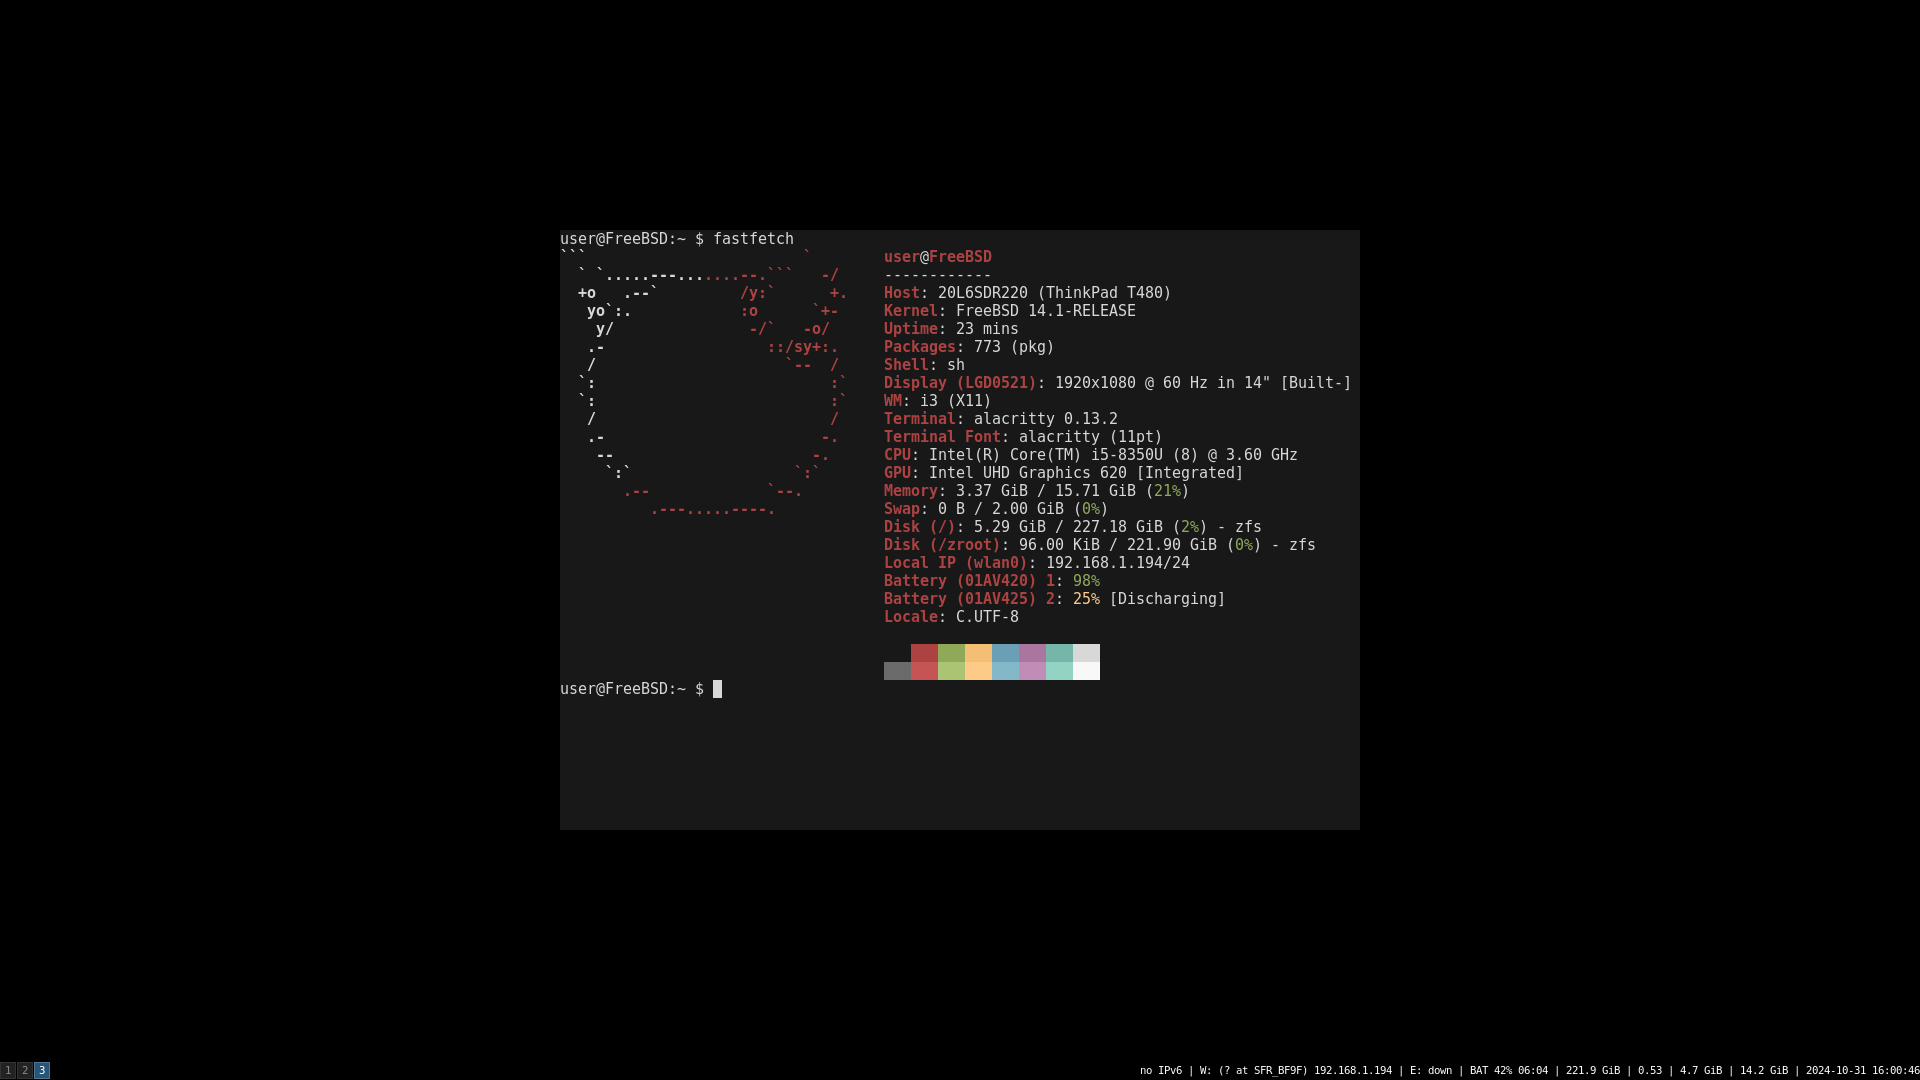 user@FreeBSD:~ $ fastfetch
```                        `        user@FreeBSD
  ` `.....---.......--.```   -/     ------------
  +o   .--`         /y:`      +.    Host: 20L6SDR220 (ThinkPad T480)
   yo`:.            :o      `+-     Kernel: FreeBSD 14.1-RELEASE
    y/               -/`   -o/      Uptime: 23 mins
   .-                  ::/sy+:.     Packages: 773 (pkg)
   /                     `--  /     Shell: sh
  `:                          :`    Display (LGD0521): 1920x1080 @ 60 Hz in 14" [Built-]
  `:                          :`    WM: i3 (X11)
   /                          /     Terminal: alacritty 0.13.2
   .-                        -.     Terminal Font: alacritty (11pt)
    --                      -.      CPU: Intel(R) Core(TM) i5-8350U (8) @ 3.60 GHz
     `:`                  `:`       GPU: Intel UHD Graphics 620 [Integrated]
       .--             `--.         Memory: 3.37 GiB / 15.71 GiB (21%)
          .---.....----.            Swap: 0 B / 2.00 GiB (0%)
                                    Disk (/): 5.29 GiB / 227.18 GiB (2%) - zfs
                                    Disk (/zroot): 96.00 KiB / 221.90 GiB (0%) - zfs
                                    Local IP (wlan0): 192.168.1.194/24
                                    Battery (01AV420) 1: 98%
                                    Battery (01AV425) 2: 25% [Discharging]
                                    Locale: C.UTF-8
user@FreeBSD:~ $
1 2 3
no IPv6 | W: (? at SFR_BF9F) 192.168.1.194 | E: down | BAT 42% 06:04 | 221.9 GiB | 0.53 | 4.7 GiB | 14.2 GiB | 2024-10-31 16:00:46